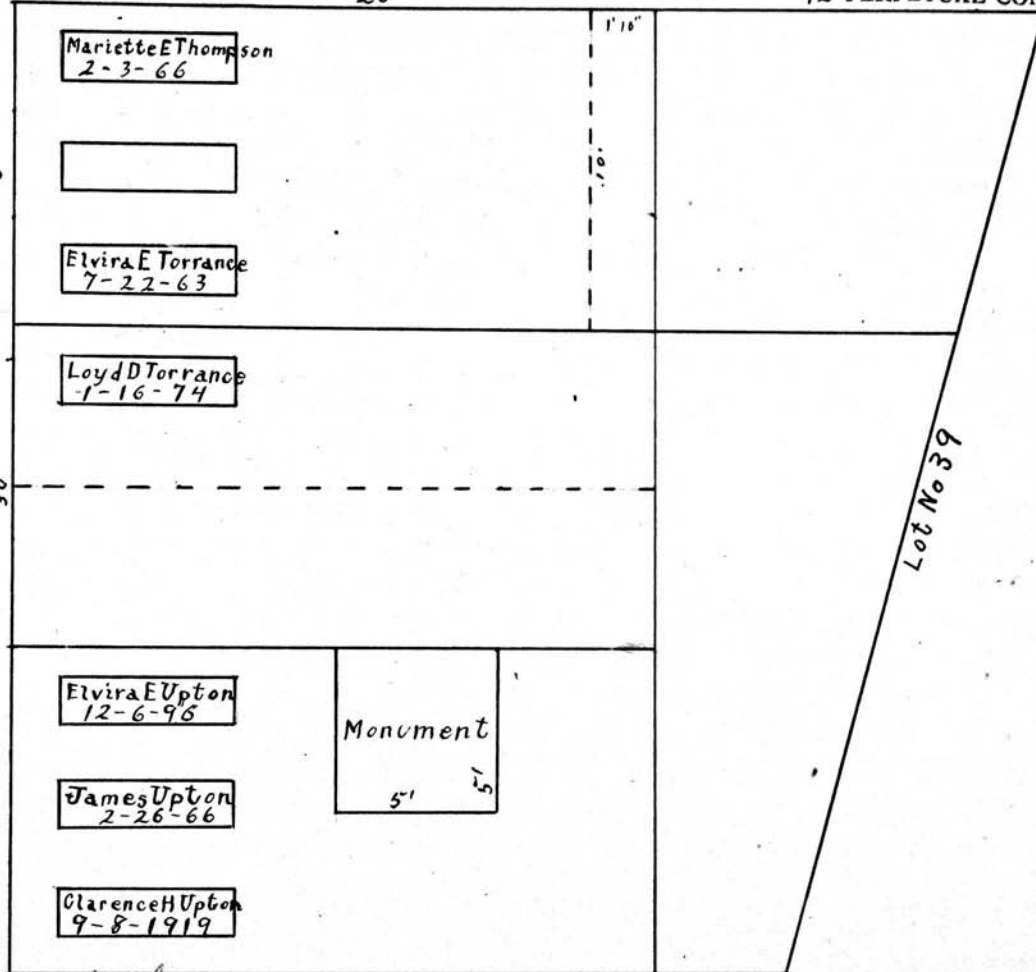 PERPETUAL
1'10"
Mariette E Thompson
2-3-66
10'
Elvira E Torrance
7-22-63
Loyd D Torrance
1-16-74
Lot No 39
Elvira E Upton
12-6-96
Monument
5'
5'
James Upton
2-26-66
Clarence H Upton
9-8-1919